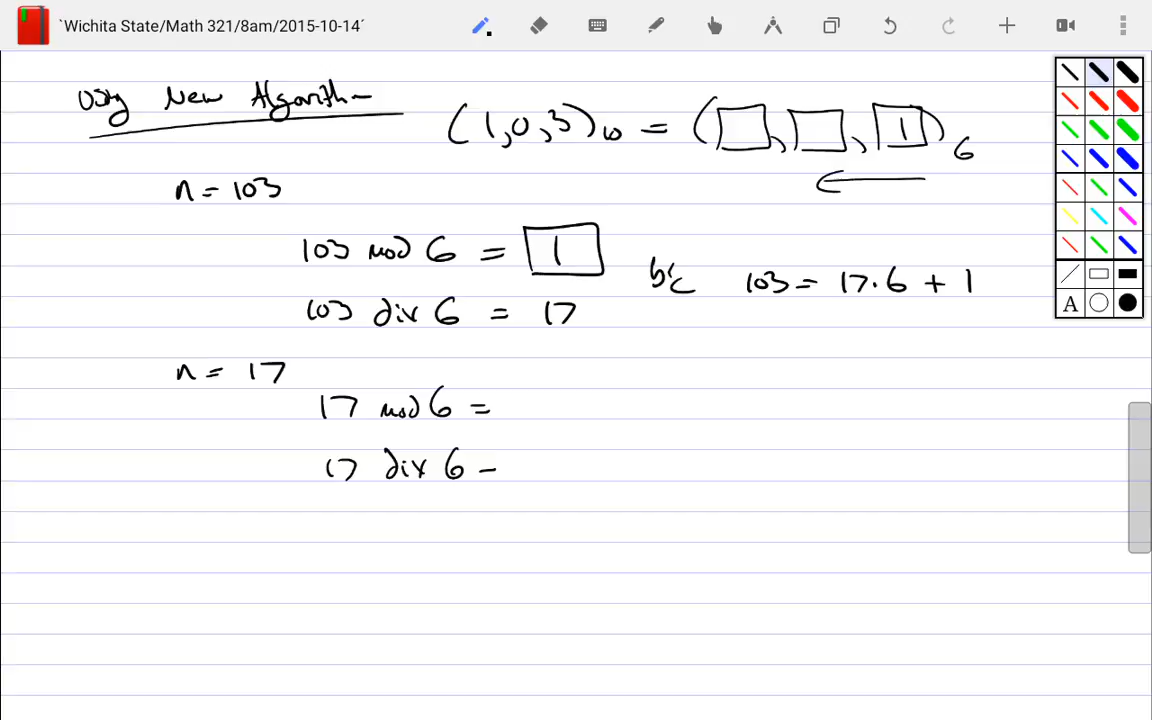 `Wichita State/Math 321/8am/2015-10-14´
Using New Algorithm
(1,0,3)₁₀ = ( , , 1)₆
n = 103
103 mod 6 = 1
b/c 103 = 17·6 + 1
103 div 6 = 17
n = 17
17 mod 6 =
17 div 6 =
A